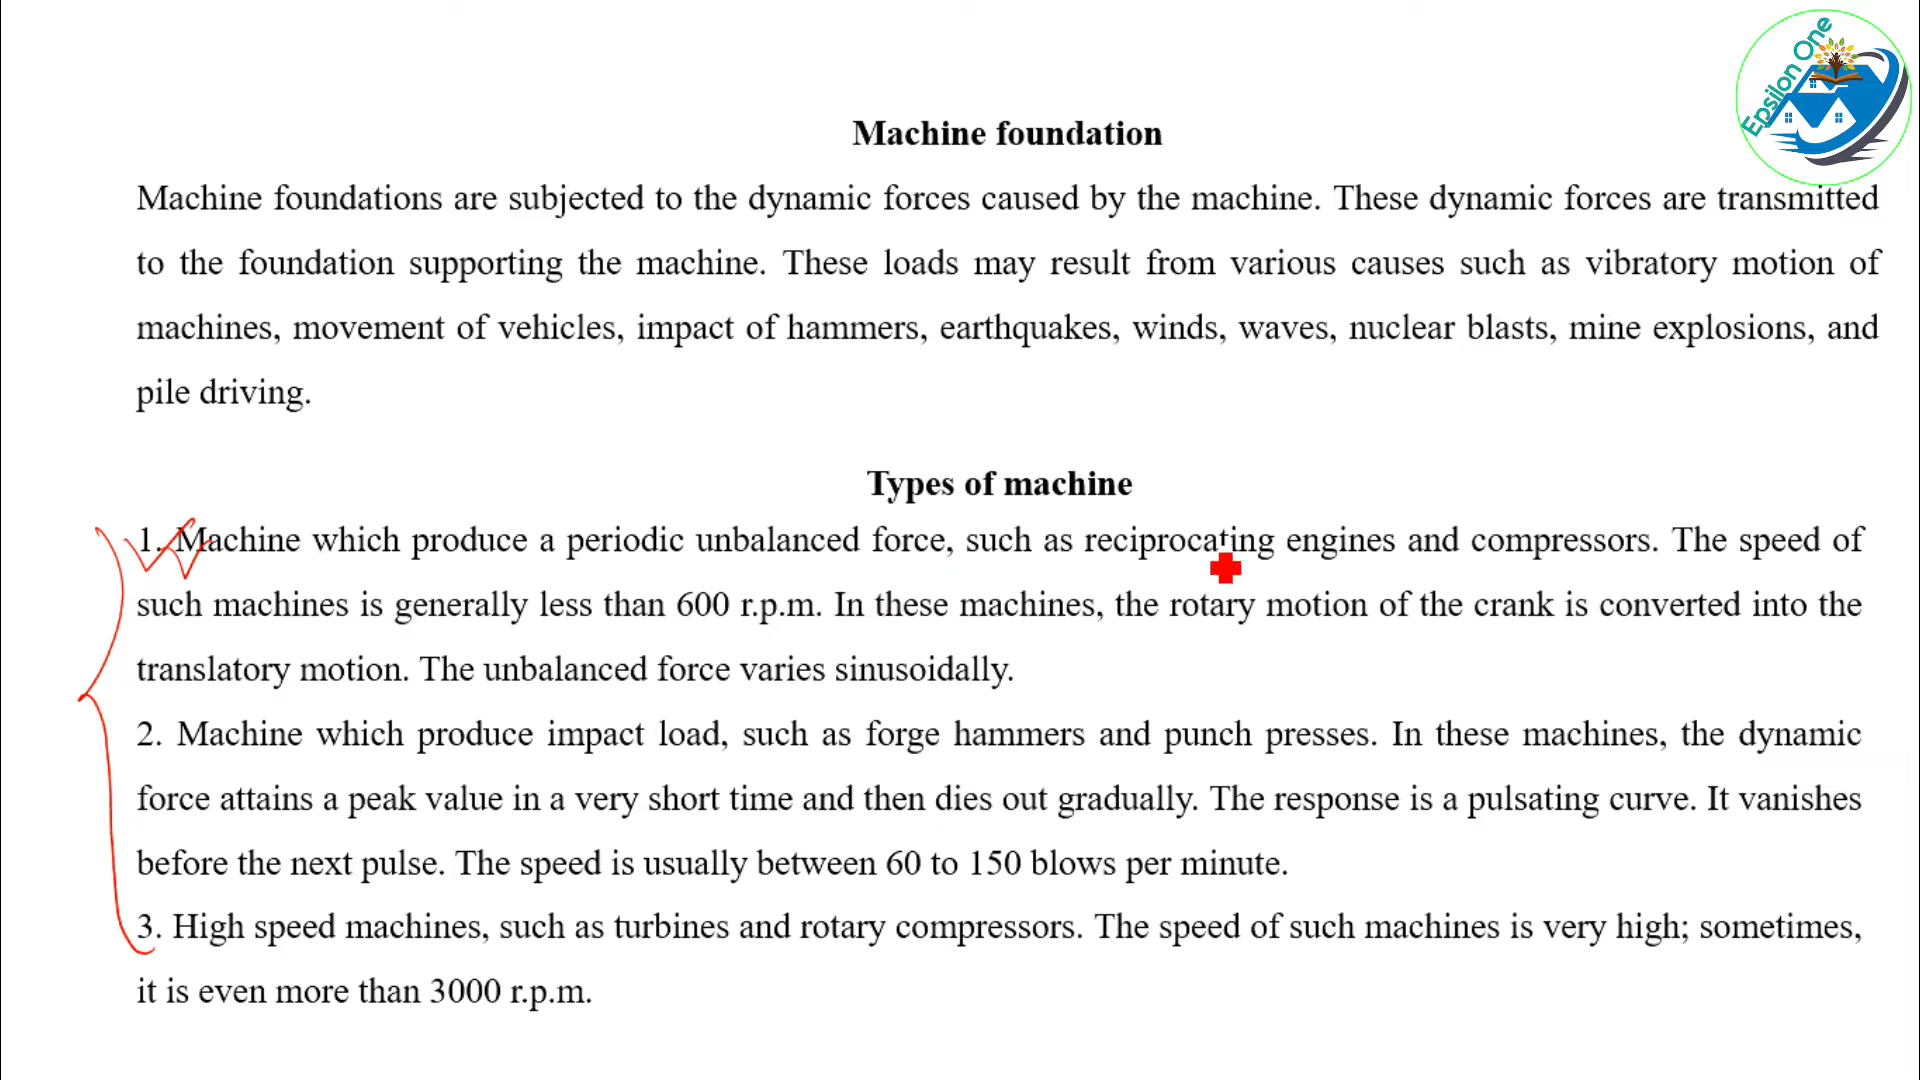 Epsilon One
Machine foundation
Machine foundations are subjected to the dynamic forces caused by the machine. These dynamic forces are transmitted
to the foundation supporting the machine. These loads may result from various causes such as vibratory motion of
machines, movement of vehicles, impact of hammers, earthquakes, winds, waves, nuclear blasts, mine explosions, and
pile driving.
Types of machine
1. Machine which produce a periodic unbalanced force, such as reciprocating engines and compressors. The speed of
such machines is generally less than 600 r.p.m. In these machines, the rotary motion of the crank is converted into the
translatory motion. The unbalanced force varies sinusoidally.
2. Machine which produce impact load, such as forge hammers and punch presses. In these machines, the dynamic
force attains a peak value in a very short time and then dies out gradually. The response is a pulsating curve. It vanishes
before the next pulse. The speed is usually between 60 to 150 blows per minute.
3. High speed machines, such as turbines and rotary compressors. The speed of such machines is very high; sometimes,
it is even more than 3000 r.p.m.